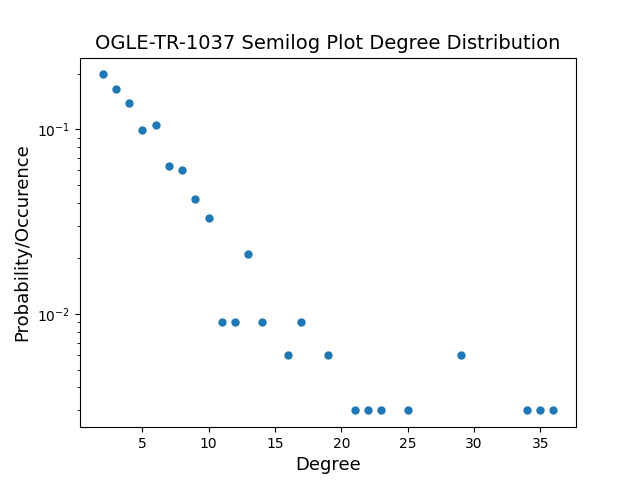 OGLE-TR-1037 Semilog Plot Degree Distribution
Probability/Occurence
10⁻¹
10⁻²
5 10 15 20 25 30 35
Degree